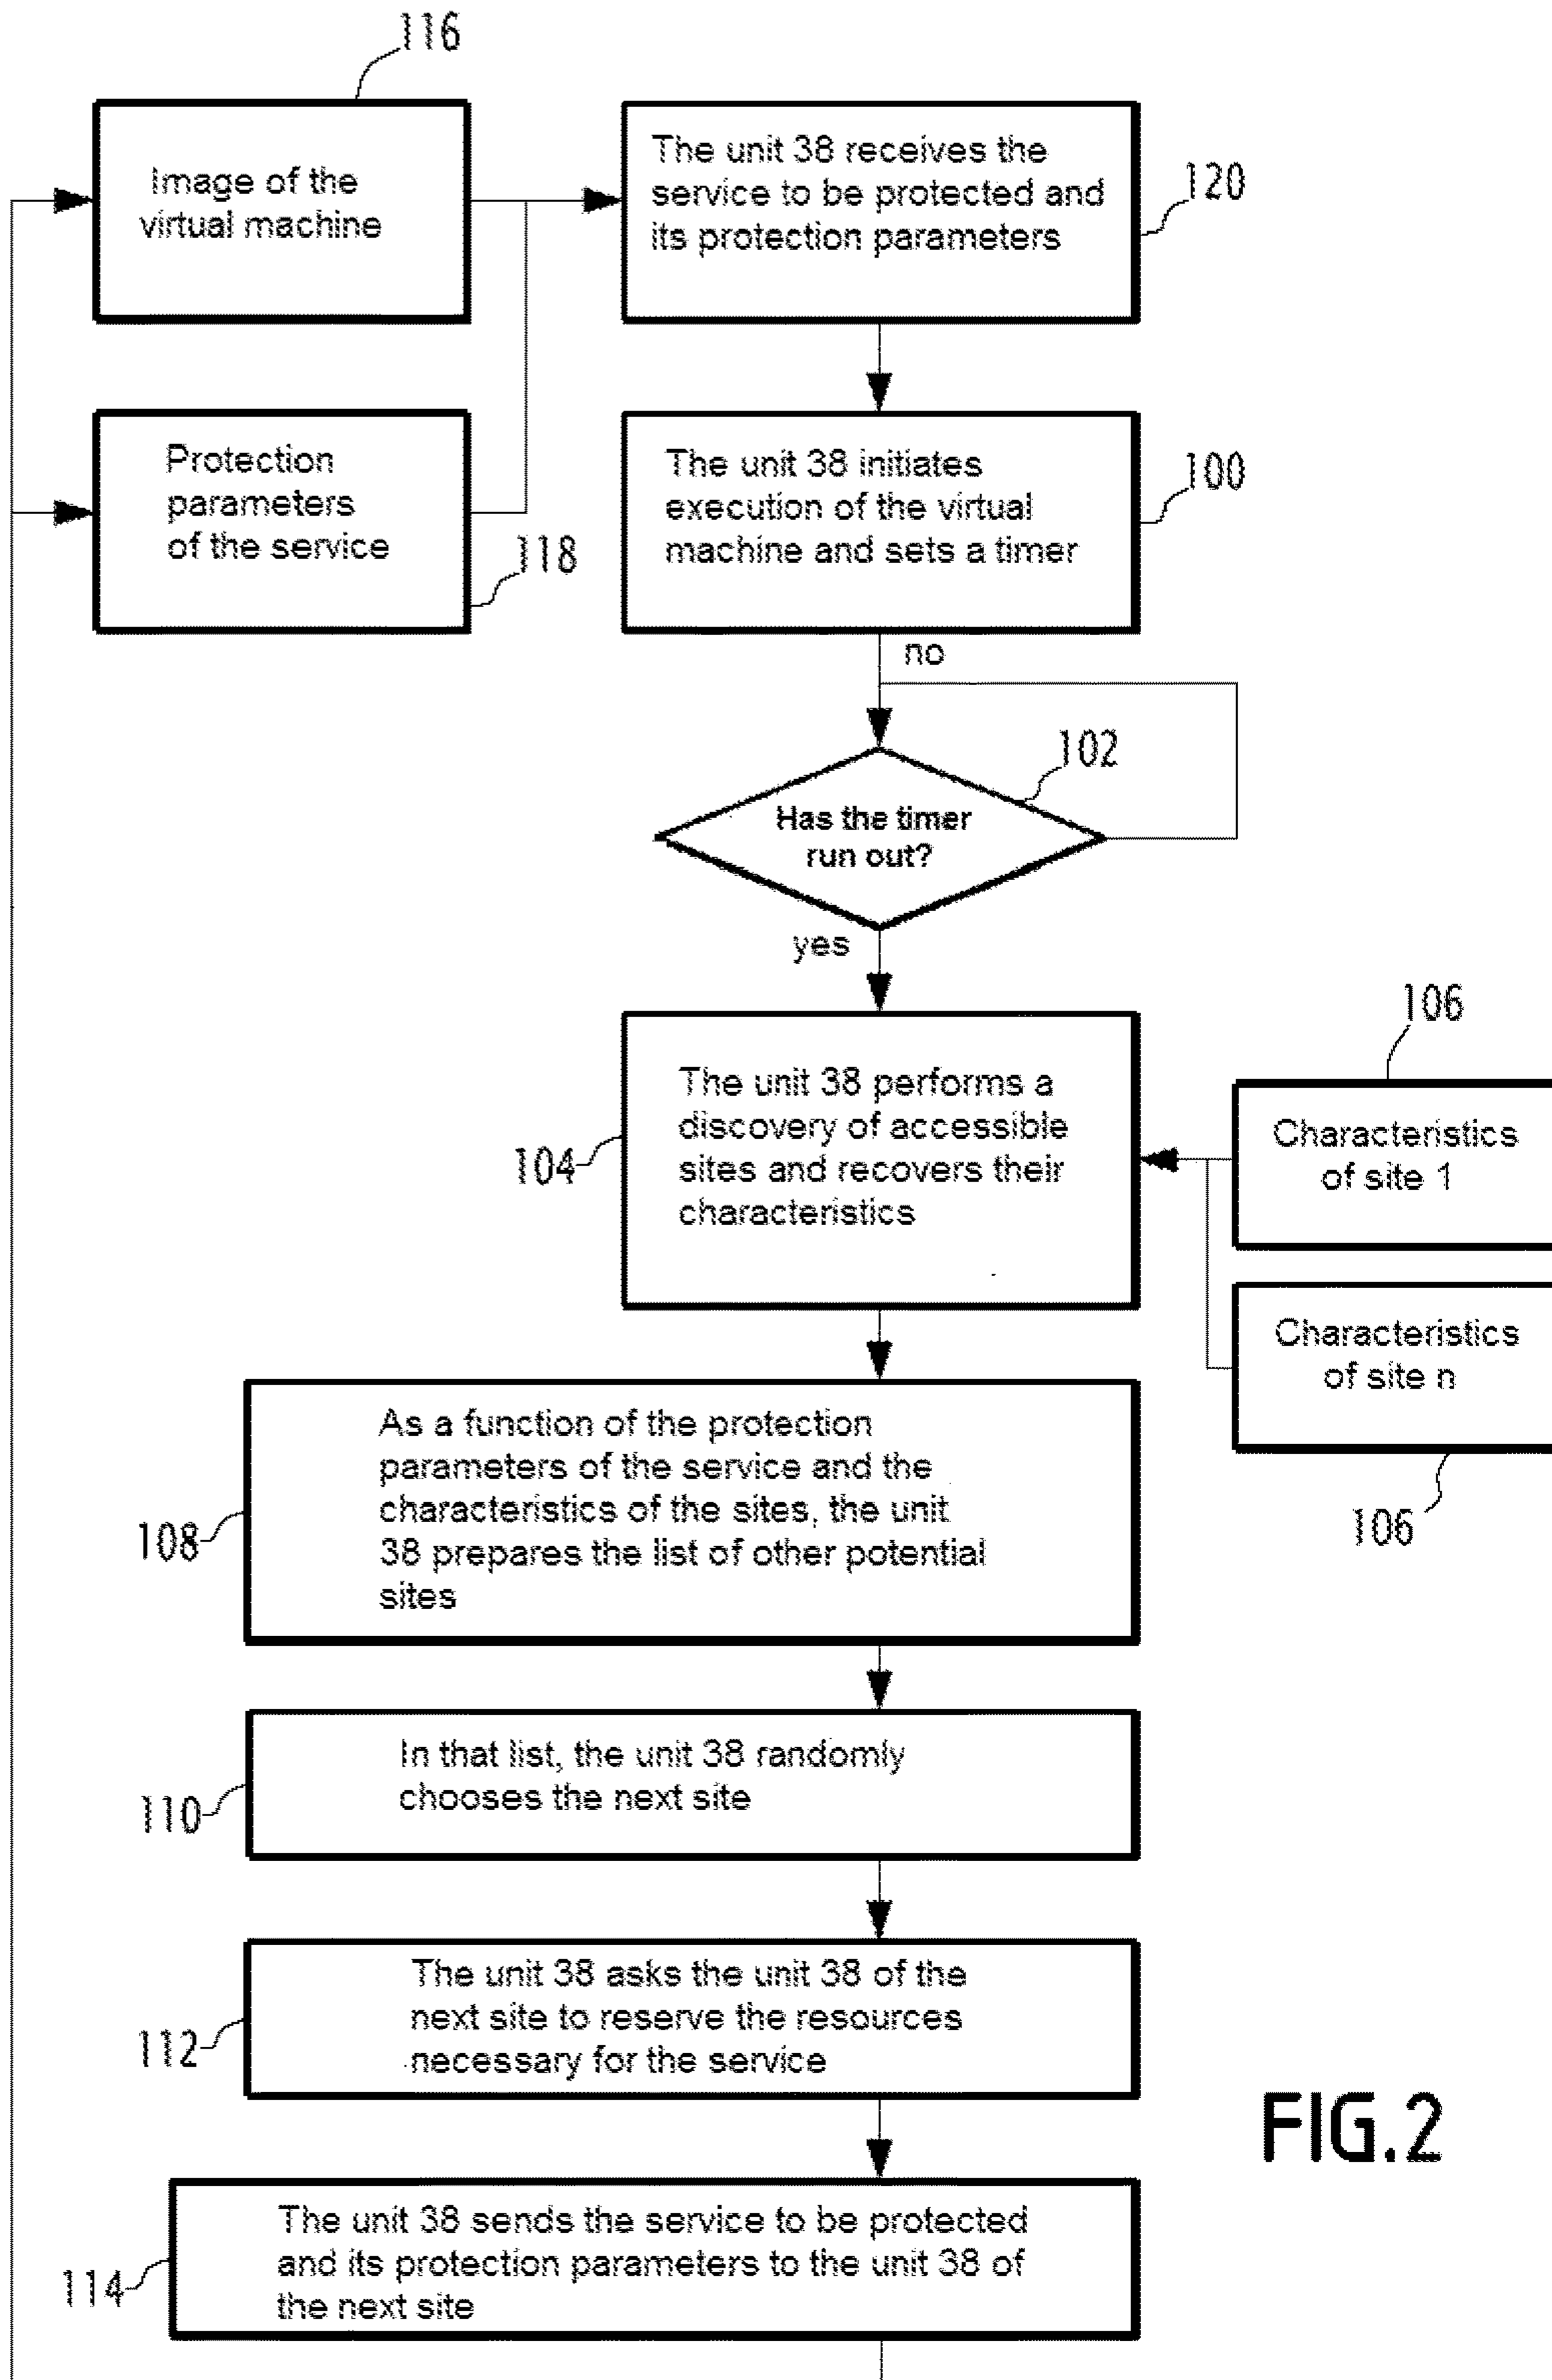 116
Image of the
virtual machine
The unit 38 receives the
service to be protected and
its protection parameters
120
Protection
parameters
of the service
118
The unit 38 initiates
execution of the virtual
machine and sets a timer
100
no
102
Has the timer
run out?
yes
104
The unit 38 performs a
discovery of accessible
sites and recovers their
characteristics
106
Characteristics
of site 1
Characteristics
of site n
106
108
As a function of the protection
parameters of the service and the
characteristics of the sites, the unit
38 prepares the list of other potential
sites
110
In that list, the unit 38 randomly
chooses the next site
112
The unit 38 asks the unit 38 of the
next site to reserve the resources
necessary for the service
114
The unit 38 sends the service to be protected
and its protection parameters to the unit 38 of
the next site
FIG.2